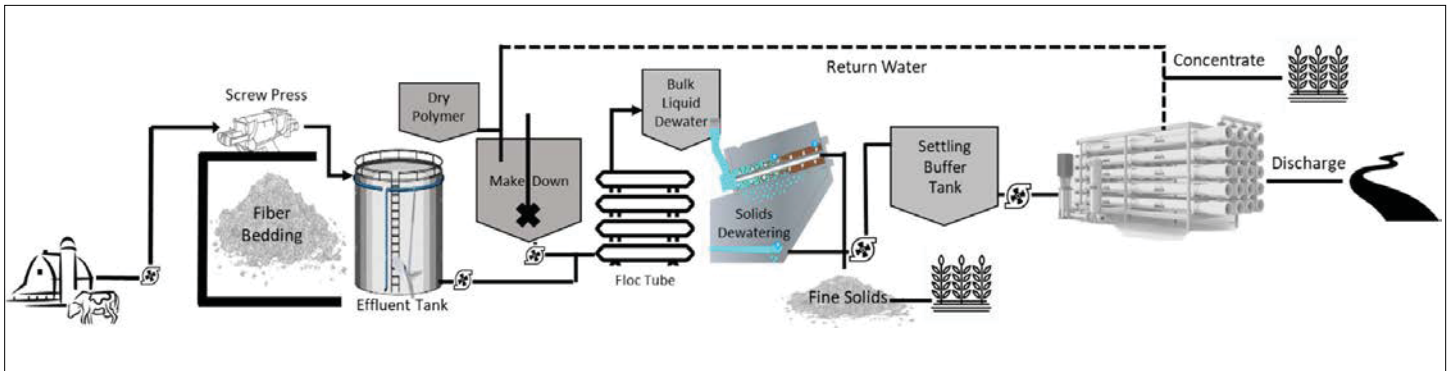 Screw Press
Fiber
Bedding
Effluent Tank
Dry
Polymer
Make Down
Floc Tube
Bulk
Liquid
Dewater
Solids
Dewatering
Fine Solids
Return Water
Settling
Buffer
Tank
Concentrate
Discharge